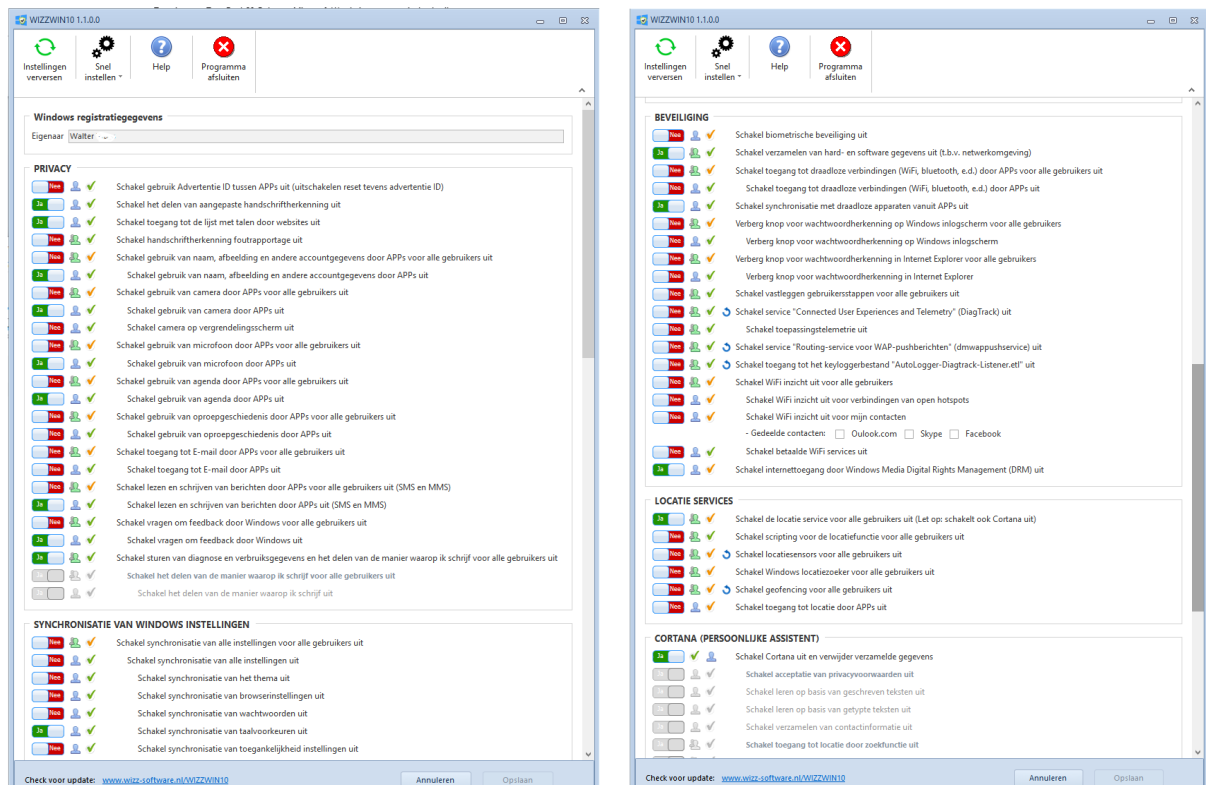 WIZZWIN10 1.1.0.0
Instellingen verversen
Snel instellen
Help
Programma afsluiten
Windows registratiegegevens
Eigenaar Walter
PRIVACY
Nee Schakel gebruik Advertentie ID tussen APPs uit (uitschakelen reset tevens advertentie ID)
Ja Schakel het delen van aangepaste handschriftherkenning uit
Ja Schakel toegang tot de lijst met talen door websites uit
Nee Schakel handschriftherkenning foutrapportage uit
Nee Schakel gebruik van naam, afbeelding en andere accountgegevens door APPs voor alle gebruikers uit
Ja Schakel gebruik van naam, afbeelding en andere accountgegevens door APPs uit
Nee Schakel gebruik van camera door APPs voor alle gebruikers uit
Ja Schakel gebruik van camera door APPs uit
Nee Schakel camera op vergrendelingsscherm uit
Nee Schakel gebruik van microfoon door APPs voor alle gebruikers uit
Ja Schakel gebruik van microfoon door APPs uit
Nee Schakel gebruik van agenda door APPs voor alle gebruikers uit
Ja Schakel gebruik van agenda door APPs uit
Nee Schakel gebruik van oproepgeschiedenis door APPs voor alle gebruikers uit
Nee Schakel gebruik van oproepgeschiedenis door APPs uit
Nee Schakel toegang tot E-mail door APPs voor alle gebruikers uit
Nee Schakel toegang tot E-mail door APPs uit
Nee Schakel lezen en schrijven van berichten door APPs voor alle gebruikers uit (SMS en MMS)
Ja Schakel lezen en schrijven van berichten door APPs uit (SMS en MMS)
Nee Schakel vragen om feedback door Windows voor alle gebruikers uit
Ja Schakel vragen om feedback door Windows uit
Ja Schakel sturen van diagnose en verbruiksgegevens en het delen van de manier waarop ik schrijf voor alle gebruikers uit
Ja Schakel het delen van de manier waarop ik schrijf voor alle gebruikers uit
Ja Schakel het delen van de manier waarop ik schrijf uit
SYNCHRONISATIE VAN WINDOWS INSTELLINGEN
Nee Schakel synchronisatie van alle instellingen voor alle gebruikers uit
Nee Schakel synchronisatie van alle instellingen uit
Nee Schakel synchronisatie van het thema uit
Nee Schakel synchronisatie van browserinstellingen uit
Nee Schakel synchronisatie van wachtwoorden uit
Ja Schakel synchronisatie van taalvoorkeuren uit
Nee Schakel synchronisatie van toegankelijkheid instellingen uit
Check voor update: www.wizz-software.nl/WIZZWIN10
Annuleren
Opslaan
WIZZWIN10 1.1.0.0
Instellingen verversen
Snel instellen
Help
Programma afsluiten
BEVEILIGING
Nee Schakel biometrische beveiliging uit
Ja Schakel verzamelen van hard- en software gegevens uit (t.b.v. netwerkomgeving)
Nee Schakel toegang tot draadloze verbindingen (WiFi, bluetooth, e.d.) door APPs voor alle gebruikers uit
Nee Schakel toegang tot draadloze verbindingen (WiFi, bluetooth, e.d.) door APPs uit
Ja Schakel synchronisatie met draadloze apparaten vanuit APPs uit
Nee Verberg knop voor wachtwoordherkenning op Windows inlogscherm voor alle gebruikers
Nee Verberg knop voor wachtwoordherkenning op Windows inlogscherm
Nee Verberg knop voor wachtwoordherkenning in Internet Explorer voor alle gebruikers
Nee Verberg knop voor wachtwoordherkenning in Internet Explorer
Nee Schakel vastleggen gebruikersstappen voor alle gebruikers uit
Nee Schakel service "Connected User Experiences and Telemetry" (DiagTrack) uit
Nee Schakel toepassingstelemetrie uit
Nee Schakel service "Routing-service voor WAP-pushberichten" (dmwappushservice) uit
Nee Schakel toegang tot het keyloggerbestand "AutoLogger-Diagtrack-Listener.etl" uit
Nee Schakel WiFi inzicht uit voor alle gebruikers
Nee Schakel WiFi inzicht uit voor verbindingen van open hotspots
Nee Schakel WiFi inzicht uit voor mijn contacten
- Gedeelde contacten: Oulook.com Skype Facebook
Nee Schakel betaalde WiFi services uit
Ja Schakel internettoegang door Windows Media Digital Rights Management (DRM) uit
LOCATIE SERVICES
Ja Schakel de locatie service voor alle gebruikers uit (Let op: schakelt ook Cortana uit)
Nee Schakel scripting voor de locatiefunctie voor alle gebruikers uit
Nee Schakel locatiesensors voor alle gebruikers uit
Nee Schakel Windows locatiezoeker voor alle gebruikers uit
Nee Schakel geofencing voor alle gebruikers uit
Nee Schakel toegang tot locatie door APPs uit
CORTANA (PERSOONLIJKE ASSISTENT)
Ja Schakel Cortana uit en verwijder verzamelde gegevens
Ja Schakel acceptatie van privacyvoorwaarden uit
Ja Schakel leren op basis van geschreven teksten uit
Ja Schakel leren op basis van getypte teksten uit
Ja Schakel verzamelen van contactinformatie uit
Ja Schakel toegang tot locatie door zoekfunctie uit
Check voor update: www.wizz-software.nl/WIZZWIN10
Annuleren
Opslaan